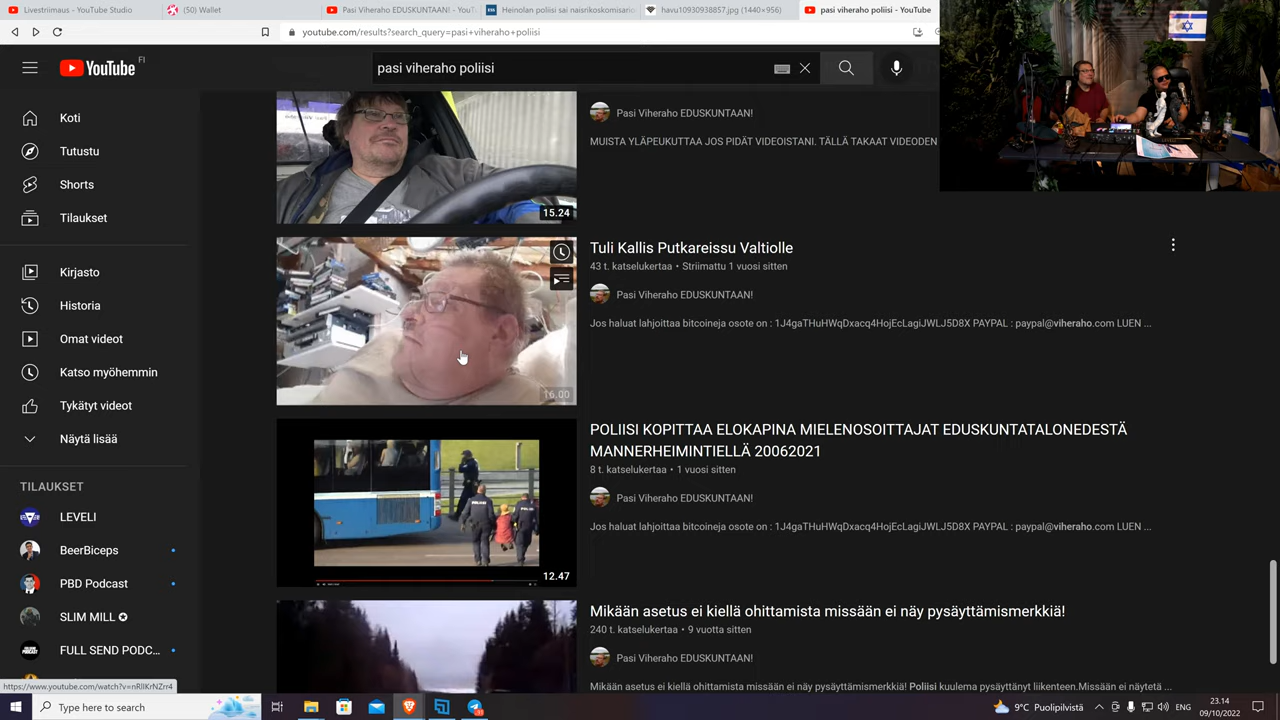 Livestriimaus - YouTube Studio
(50) Wallet
Pasi Viheraho EDUSKUNTAAN! - YouT
Heinolan poliisi sai naisrikoskomisario
havu10930938857.jpg (1440×956)
pasi viheraho poliisi - YouTube
youtube.com/results?search_query=pasi+viheraho+poliisi
YouTube
FI
pasi viheraho poliisi
Koti
Tutustu
Shorts
Tilaukset
Kirjasto
Historia
Omat videot
Katso myöhemmin
Tykätyt videot
Näytä lisää
TILAUKSET
LEVELI
BeerBiceps
PBD Podcast
SLIM MILL
FULL SEND PODC...
Pasi Viheraho EDUSKUNTAAN!
MUISTA YLÄPEUKUTTAA JOS PIDÄT VIDEOISTANI. TÄLLÄ TAKAAT VIDEODEN
15.24
Tuli Kallis Putkareissu Valtiolle
43 t. katselukertaa • Striimattu 1 vuosi sitten
Pasi Viheraho EDUSKUNTAAN!
Jos haluat lahjoittaa bitcoineja osote on : 1J4gaTHuHWqDxacq4HojEcLagiJWLJ5D8X PAYPAL : paypal@viheraho.com LUEN ...
16.00
POLIISI KOPITTAA ELOKAPINA MIELENOSOITTAJAT EDUSKUNTATALONEDESTÄ
MANNERHEIMINTIELLÄ 20062021
8 t. katselukertaa • 1 vuosi sitten
Pasi Viheraho EDUSKUNTAAN!
Jos haluat lahjoittaa bitcoineja osote on : 1J4gaTHuHWqDxacq4HojEcLagiJWLJ5D8X PAYPAL : paypal@viheraho.com LUEN ...
12.47
Mikään asetus ei kiellä ohittamista missään ei näy pysäyttämismerkkiä!
240 t. katselukertaa • 9 vuotta sitten
Pasi Viheraho EDUSKUNTAAN!
Mikään asetus ei kiellä ohittamista missään ei näy pysäyttämismerkkiä! Poliisi kuulema pysäyttänyt liikenteen.Missään ei näytetä ...
https://www.youtube.com/watch?v=nRlIKrNZrr4
Type here to search
9°C Puolipilvistä
ENG
23.14
09/10/2022